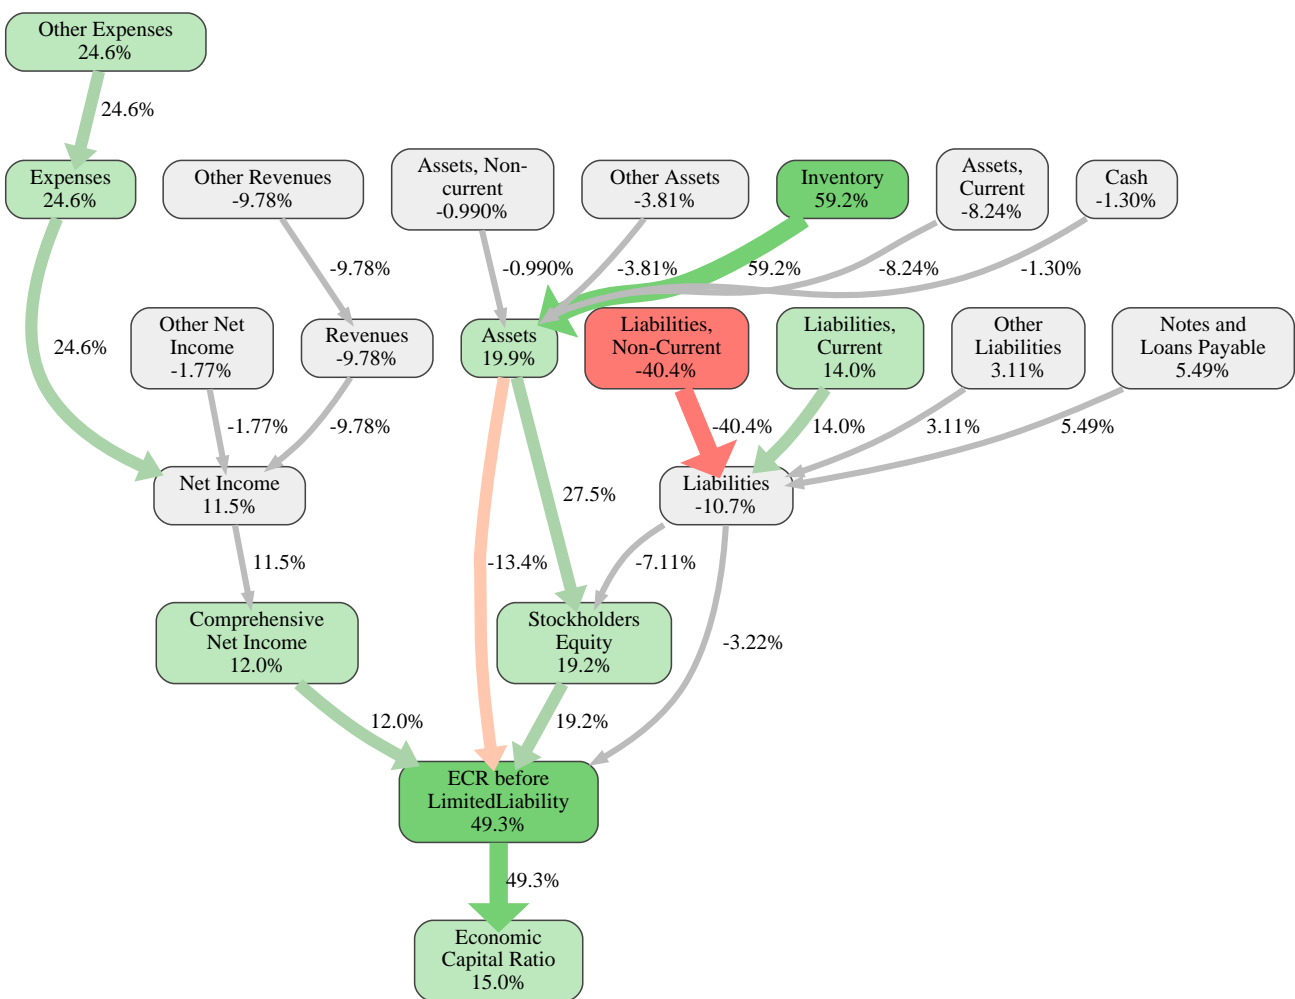 Other Expenses
24.6%
24.6%
Expenses
24.6%
Other Revenues
-9.78%
Assets, Non-
current
-0.990%
Other Assets
-3.81%
Inventory
59.2%
Assets,
Current
-8.24%
Cash
-1.30%
-9.78%
-0.990%
-3.81%
59.2%
-8.24%
-1.30%
24.6%
Other Net
Income
-1.77%
Revenues
-9.78%
Assets
19.9%
Liabilities,
Non-Current
-40.4%
Liabilities,
Current
14.0%
Other
Liabilities
3.11%
Notes and
Loans Payable
5.49%
-1.77%
-9.78%
-40.4%
14.0%
3.11%
5.49%
Net Income
11.5%
27.5%
Liabilities
-10.7%
11.5%
-13.4%
-7.11%
Comprehensive
Net Income
12.0%
Stockholders
Equity
19.2%
-3.22%
12.0%
19.2%
ECR before
LimitedLiability
49.3%
49.3%
Economic
Capital Ratio
15.0%